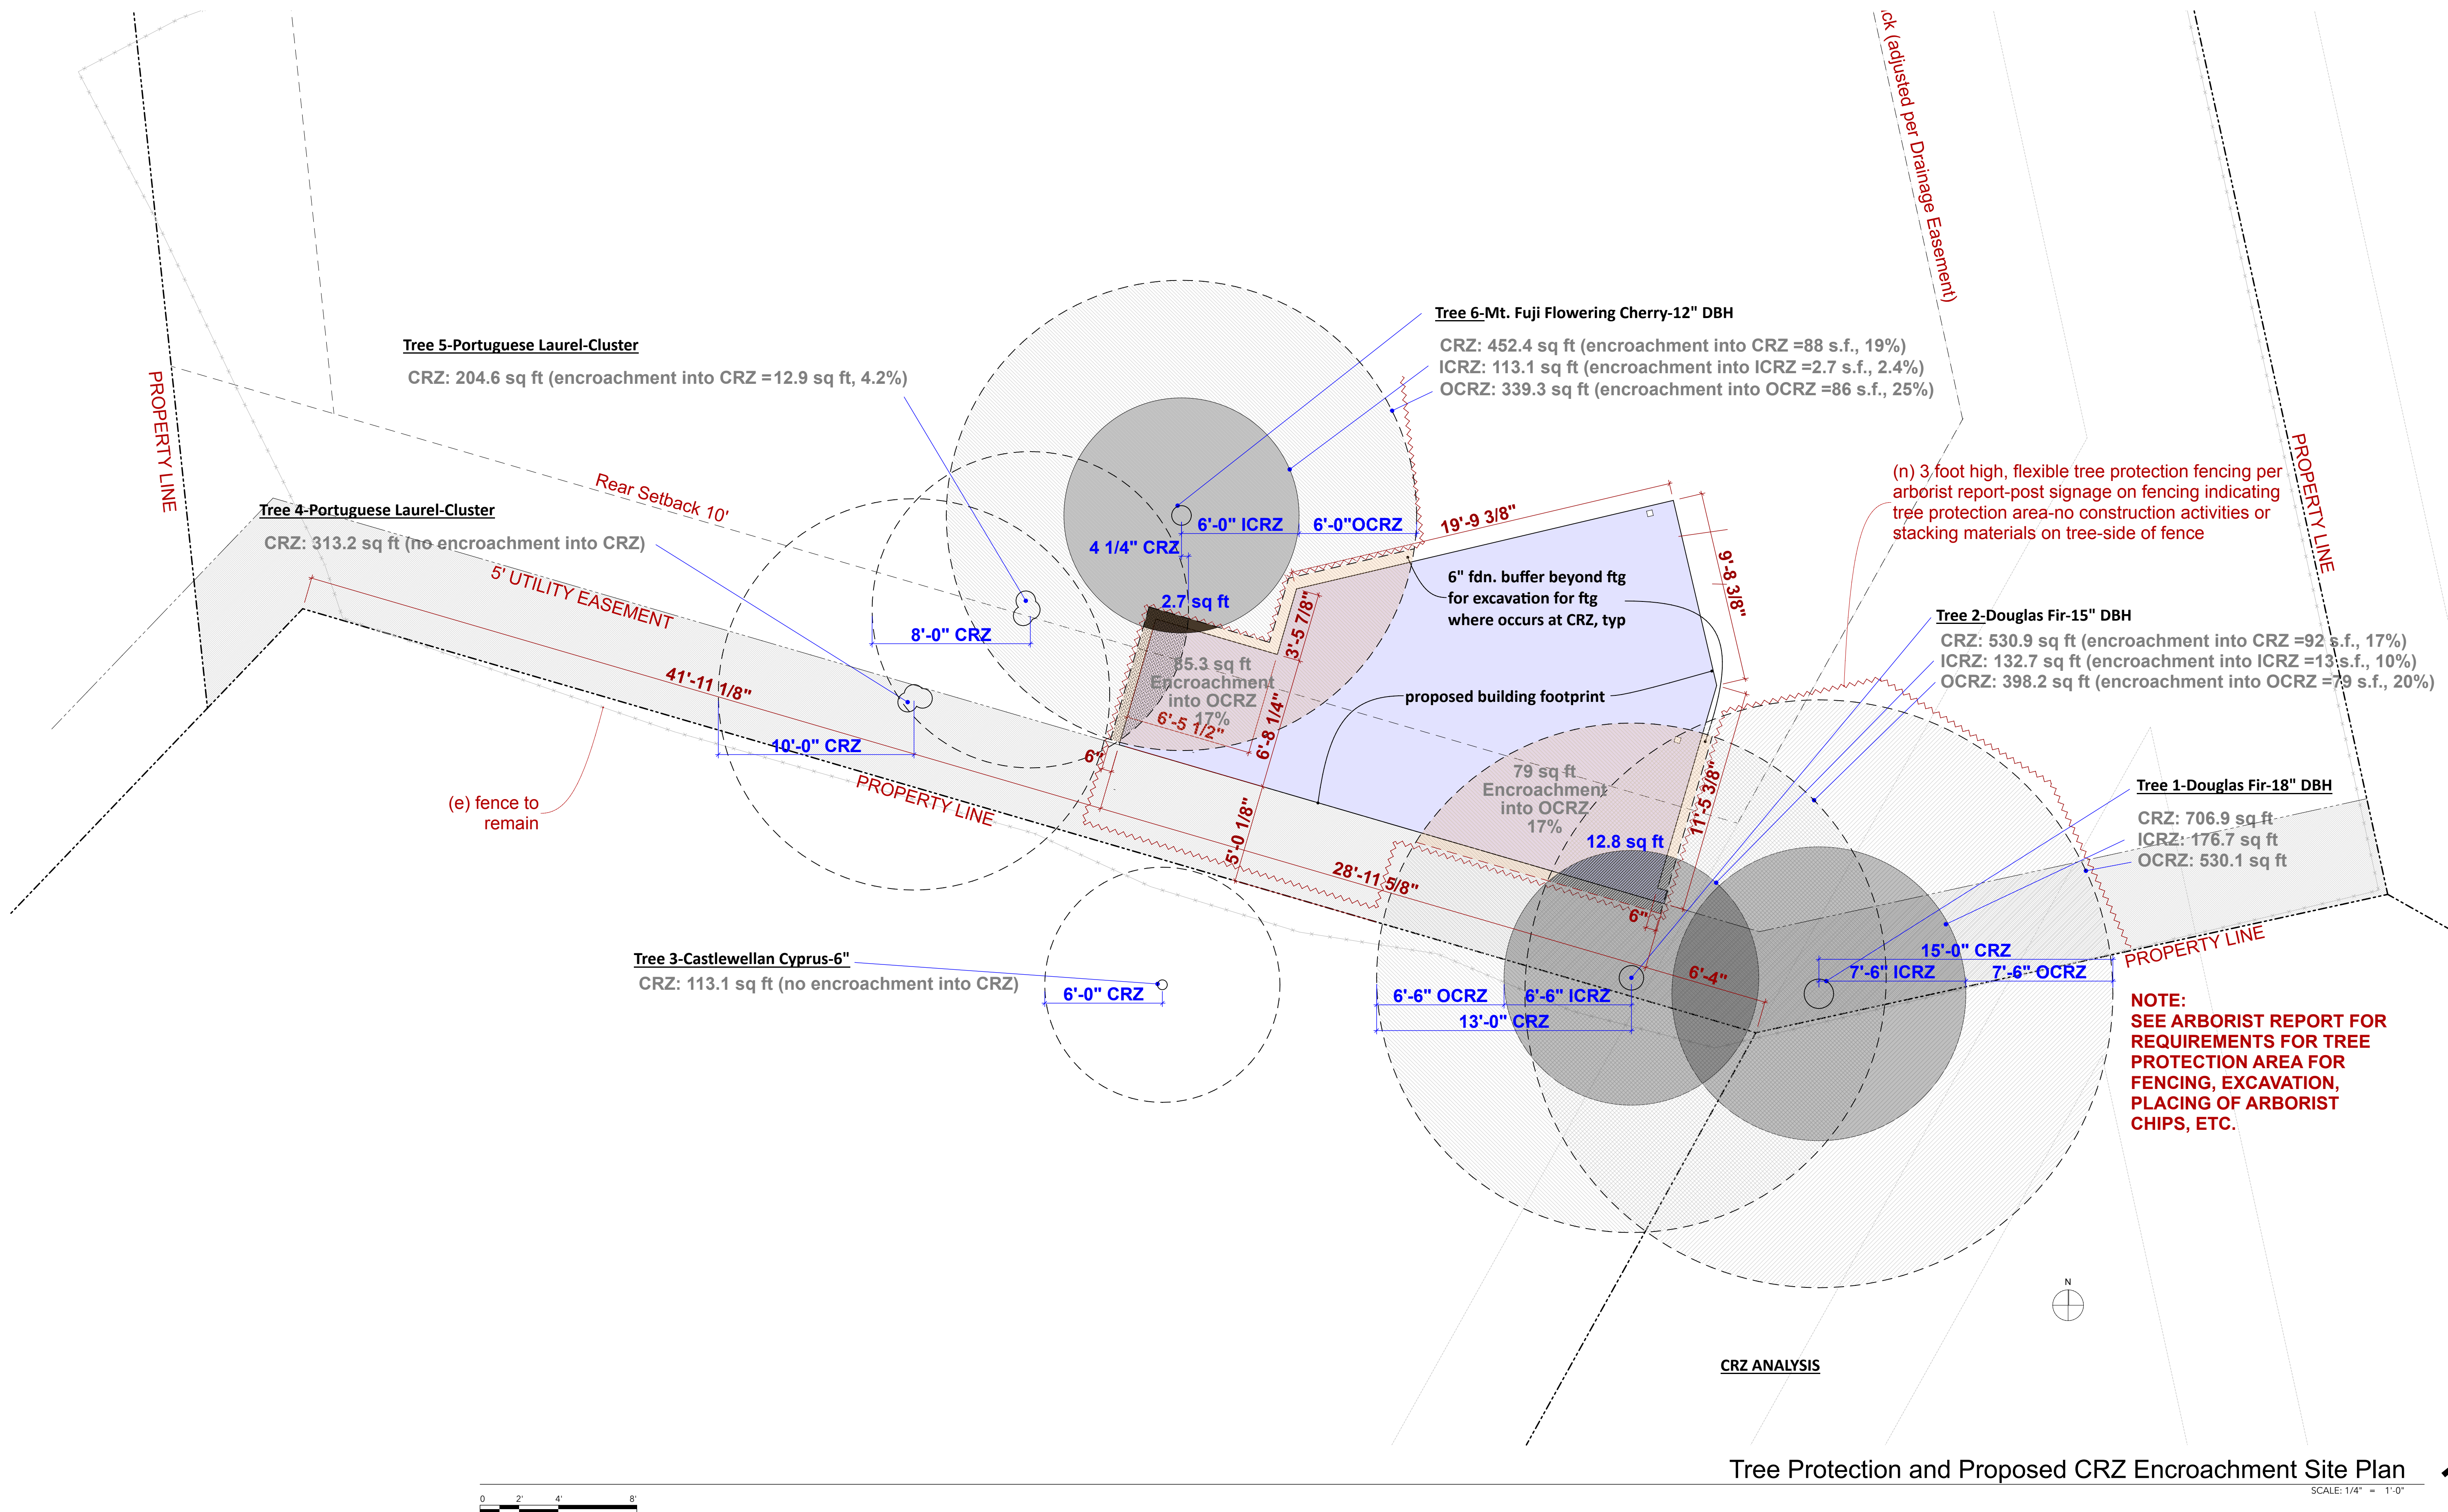 ck (adjusted per Drainage Easement)
PROPERTY LINE
PROPERTY LINE
Tree 6-Mt. Fuji Flowering Cherry-12" DBH
CRZ: 452.4 sq ft (encroachment into CRZ =88 s.f., 19%)
ICRZ: 113.1 sq ft (encroachment into ICRZ =2.7 s.f., 2.4%)
OCRZ: 339.3 sq ft (encroachment into OCRZ =86 s.f., 25%)
Tree 5-Portuguese Laurel-Cluster
CRZ: 204.6 sq ft (encroachment into CRZ =12.9 sq ft, 4.2%)
Rear Setback 10'
Tree 4-Portuguese Laurel-Cluster
CRZ: 313.2 sq ft (no encroachment into CRZ)
5' UTILITY EASEMENT
(n) 3 foot high, flexible tree protection fencing per
arborist report-post signage on fencing indicating
tree protection area-no construction activities or
stacking materials on tree-side of fence
6'-0" ICRZ
6'-0"OCRZ
19'-9 3/8"
4 1/4" CRZ
9'-8 3/8"
6" fdn. buffer beyond ftg
for excavation for ftg
where occurs at CRZ, typ
2.7 sq ft
3'-5 7/8"
8'-0" CRZ
Tree 2-Douglas Fir-15" DBH
CRZ: 530.9 sq ft (encroachment into CRZ =92 s.f., 17%)
ICRZ: 132.7 sq ft (encroachment into ICRZ =13 s.f., 10%)
OCRZ: 398.2 sq ft (encroachment into OCRZ =79 s.f., 20%)
85.3 sq ft
Encroachment
into OCRZ
17%
41'-11 1/8"
6'-5 1/2"
6'-8 1/4"
proposed building footprint
10'-0" CRZ
6"
79 sq ft
Encroachment
into OCRZ
17%
11'-5 3/8"
(e) fence to
remain
PROPERTY LINE
5'-0 1/8"
12.8 sq ft
Tree 1-Douglas Fir-18" DBH
CRZ: 706.9 sq ft
ICRZ: 176.7 sq ft
OCRZ: 530.1 sq ft
28'-11 5/8"
6"
Tree 3-Castlewellan Cyprus-6"
CRZ: 113.1 sq ft (no encroachment into CRZ)
6'-0" CRZ
6'-4"
15'-0" CRZ
7'-6" ICRZ
7'-6" OCRZ
PROPERTY LINE
6'-6" OCRZ
6'-6" ICRZ
13'-0" CRZ
NOTE:
SEE ARBORIST REPORT FOR
REQUIREMENTS FOR TREE
PROTECTION AREA FOR
FENCING, EXCAVATION,
PLACING OF ARBORIST
CHIPS, ETC.
N
CRZ ANALYSIS
Tree Protection and Proposed CRZ Encroachment Site Plan
SCALE: 1/4" = 1'-0"
0 2' 4' 8'